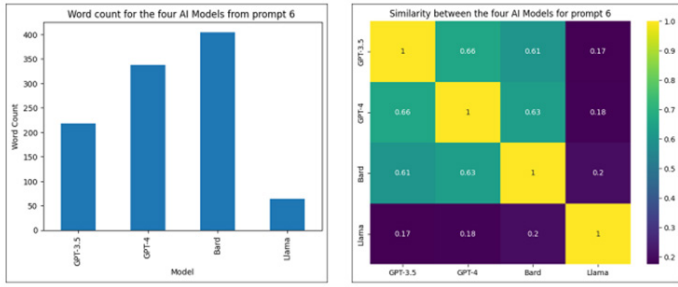 Word count for the four AI Models from prompt 6
400
350
300
250
200
150
100
50
0
Word Count
GPT-3.5
GPT-4
Bard
Llama
Model
Similarity between the four AI Models for prompt 6
GPT-3.5
GPT-4
Bard
Llama
1 0.66 0.61 0.17
0.66 1 0.63 0.18
0.61 0.63 1 0.2
0.17 0.18 0.2 1
GPT-3.5 GPT-4 Bard Llama
1.0
0.9
0.8
0.7
0.6
0.5
0.4
0.3
0.2